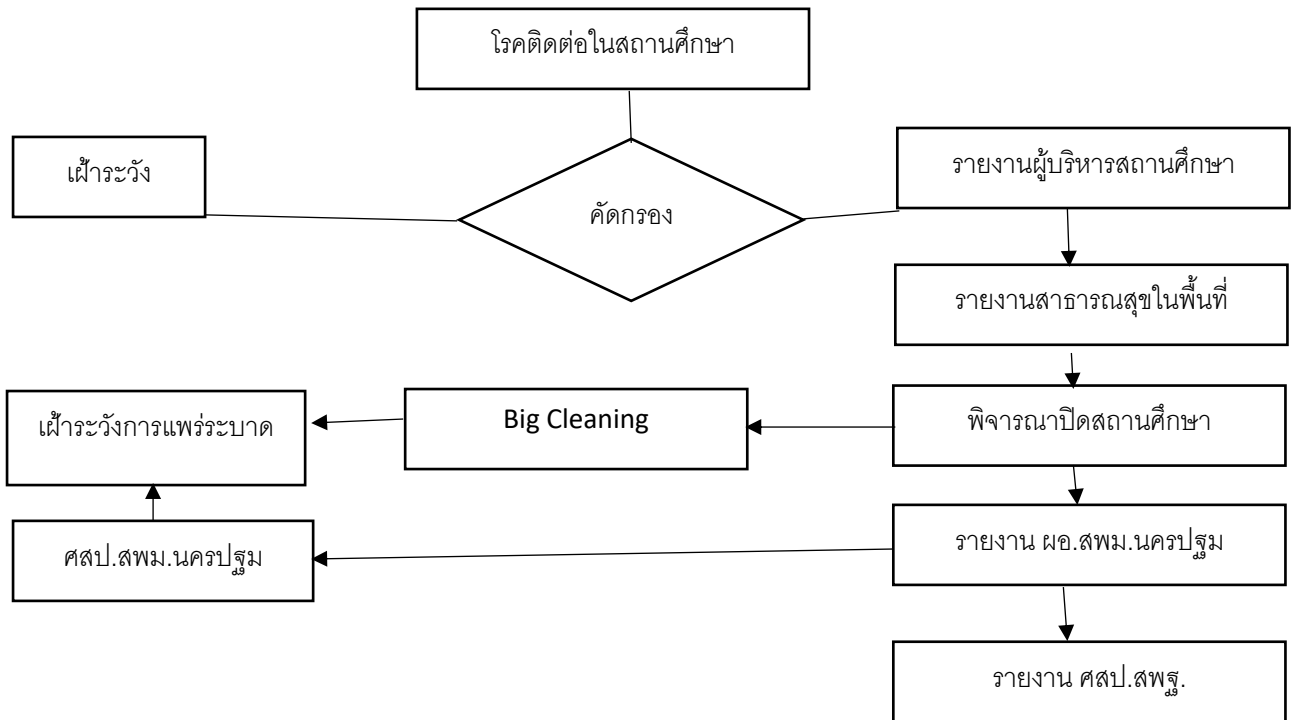 โรคติดต่อในสถานศึกษา
เฝ้าระวัง
คัดกรอง
รายงานผู้บริหารสถานศึกษา
รายงานสาธารณสุขในพื้นที่
เฝ้าระวังการแพร่ระบาด
Big Cleaning
พิจารณาปิดสถานศึกษา
ศสป.สพม.นครปฐม
รายงาน ผอ.สพม.นครปฐม
รายงาน ศสป.สพฐ.